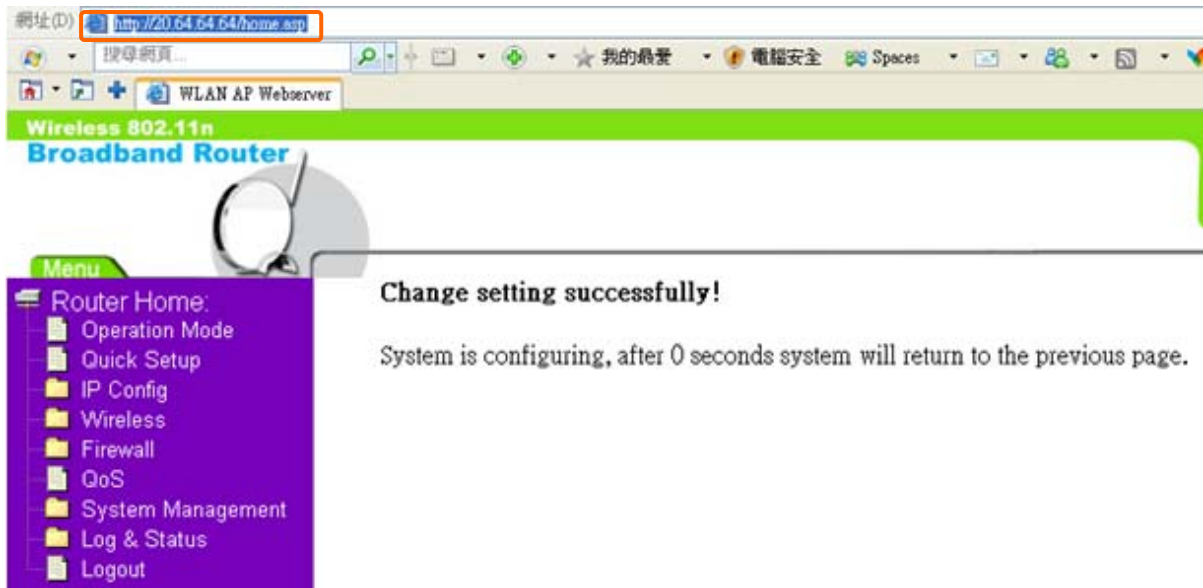 網址(D) http://20.64.64.64/home.asp
搜尋網頁... 我的最愛 電腦安全 Spaces
WLAN AP Webserver
Wireless 802.11n
Broadband Router
Menu
Router Home:
Operation Mode
Quick Setup
IP Config
Wireless
Firewall
QoS
System Management
Log & Status
Logout
Change setting successfully!
System is configuring, after 0 seconds system will return to the previous page.